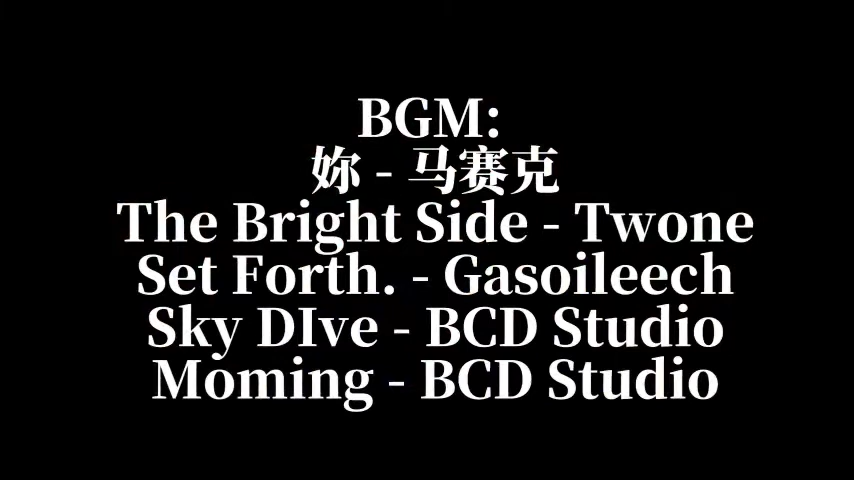 BGM:
妳 - 马赛克
The Bright Side - Twone
Set Forth. - Gasoileech
Sky DIve - BCD Studio
Moming - BCD Studio